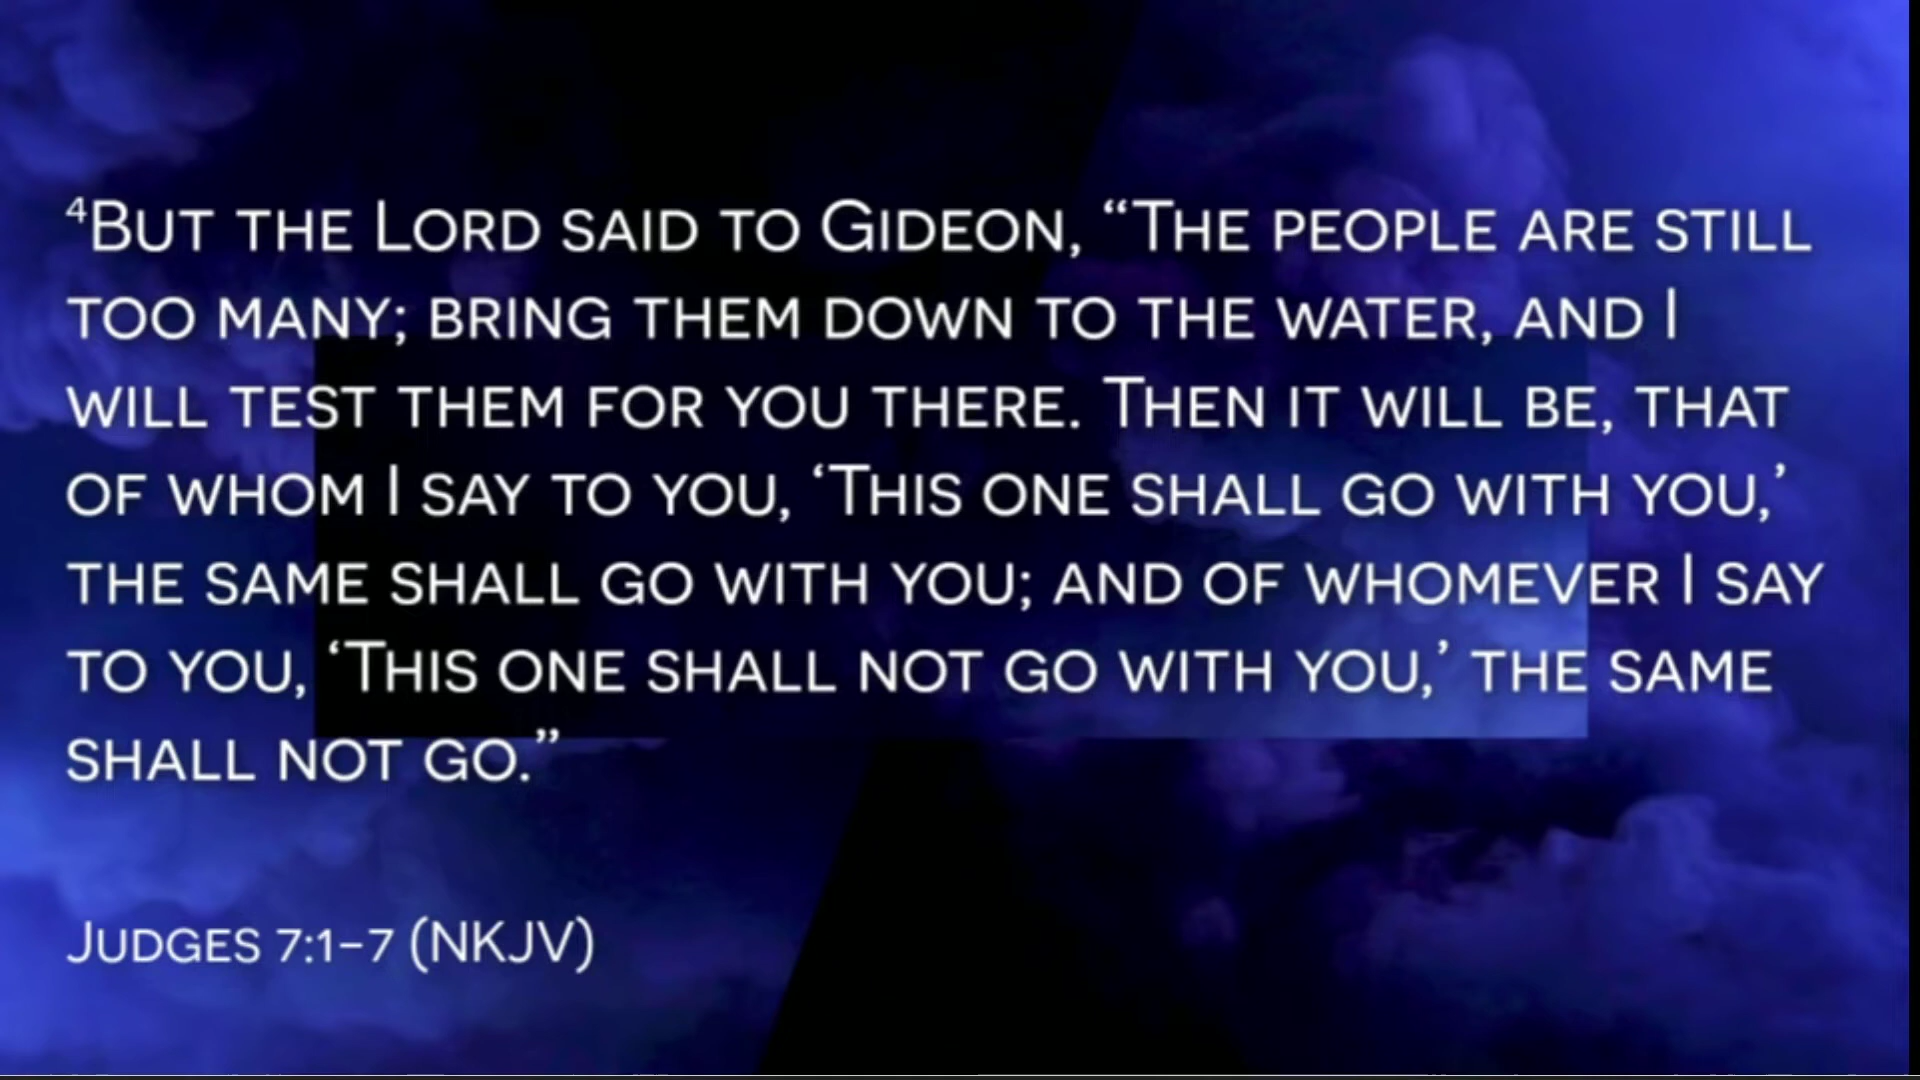 ⁴But the Lord said to Gideon, “The people are still
too many; bring them down to the water, and I
will test them for you there. Then it will be, that
of whom I say to you, ‘This one shall go with you,’
the same shall go with you; and of whomever I say
to you, ‘This one shall not go with you,’ the same
shall not go.”
Judges 7:1–7 (NKJV)